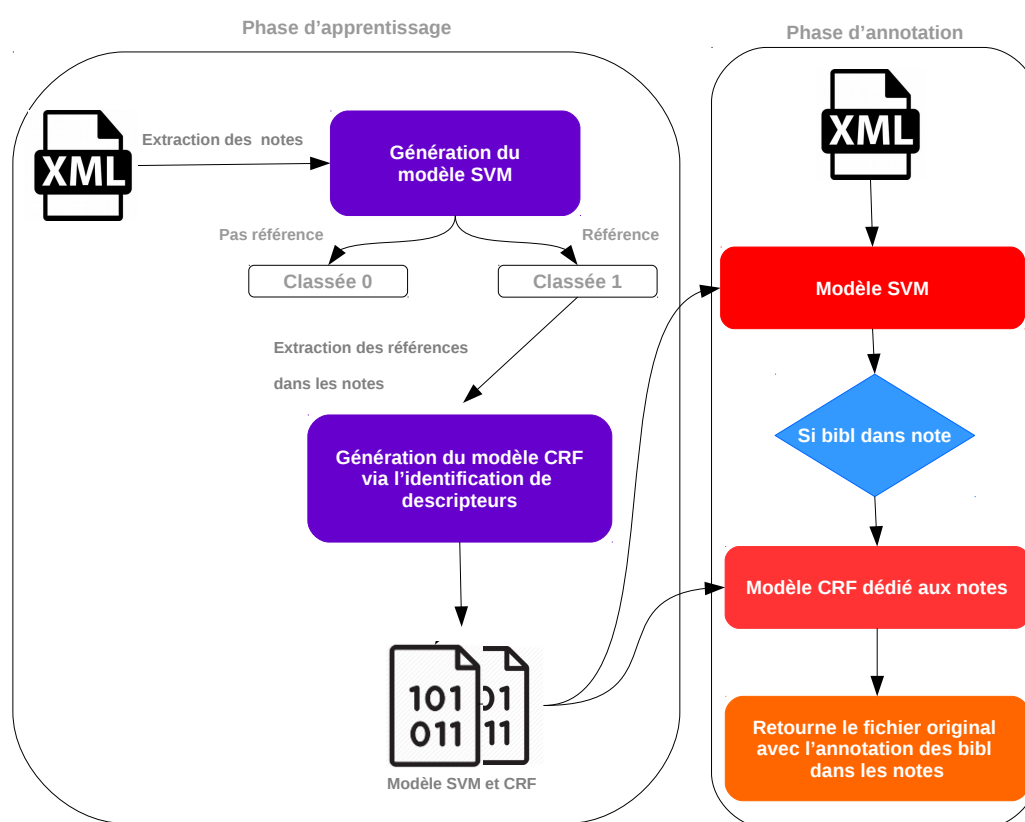 Phase d'apprentissage
XML
Extraction des notes
Génération du
modèle SVM
Pas référence
Référence
Classée 0
Classée 1
Extraction des références
dans les notes
Génération du modèle CRF
via l'identification de
descripteurs
101
011
01
11
Modèle SVM et CRF
Phase d'annotation
XML
Modèle SVM
Si bibl dans note
Modèle CRF dédié aux notes
Retourne le fichier original
avec l'annotation des bibl
dans les notes